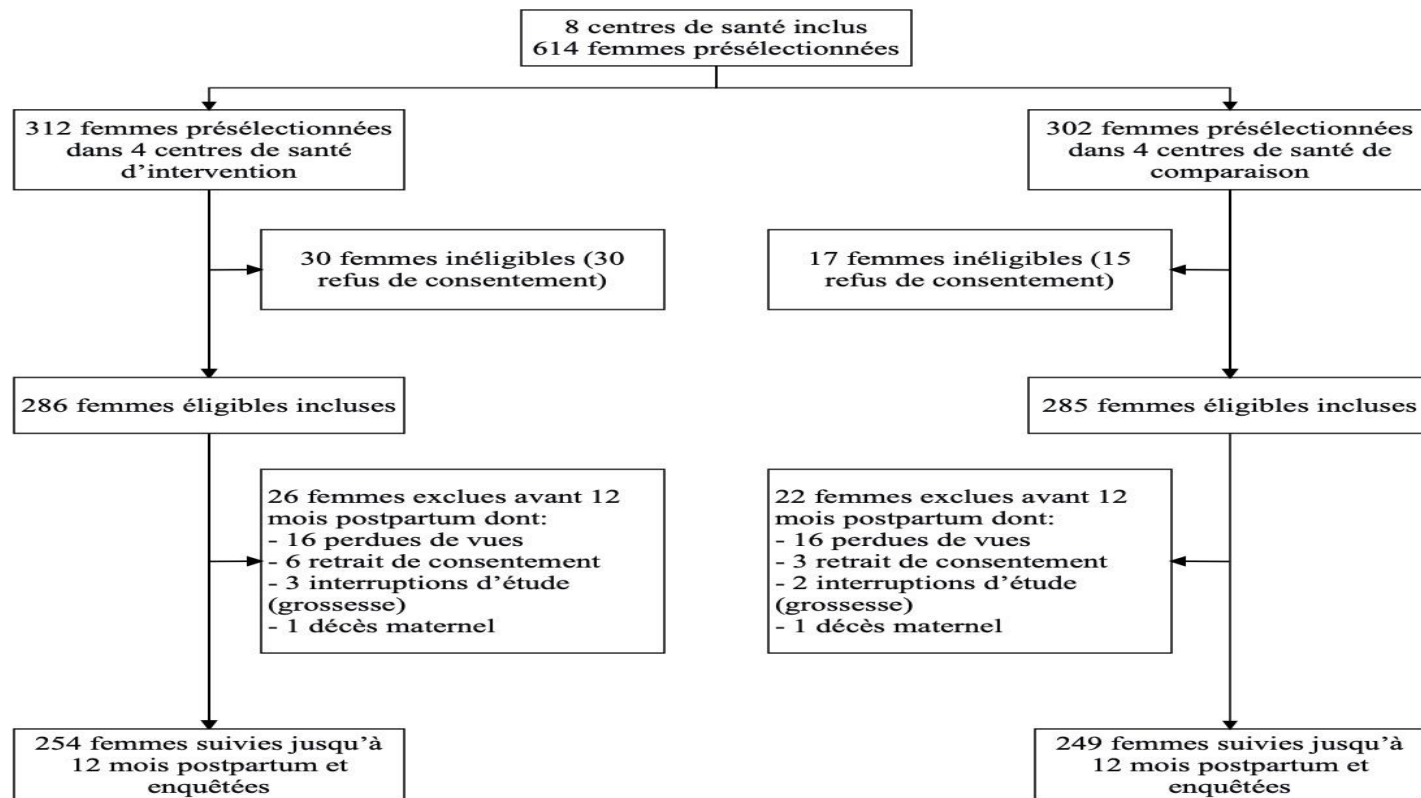 8 centres de santé inclus
614 femmes présélectionnées
312 femmes présélectionnées
dans 4 centres de santé
d’intervention
302 femmes présélectionnées
dans 4 centres de santé de
comparaison
30 femmes inéligibles (30
refus de consentement)
17 femmes inéligibles (15
refus de consentement)
286 femmes éligibles incluses
285 femmes éligibles incluses
26 femmes exclues avant 12
mois postpartum dont:
- 16 perdues de vues
- 6 retrait de consentement
- 3 interruptions d’étude
(grossesse)
- 1 décès maternel
22 femmes exclues avant 12
mois postpartum dont:
- 16 perdues de vues
- 3 retrait de consentement
- 2 interruptions d’étude
(grossesse)
- 1 décès maternel
254 femmes suivies jusqu’à
12 mois postpartum et
enquêtées
249 femmes suivies jusqu’à
12 mois postpartum et
enquêtées